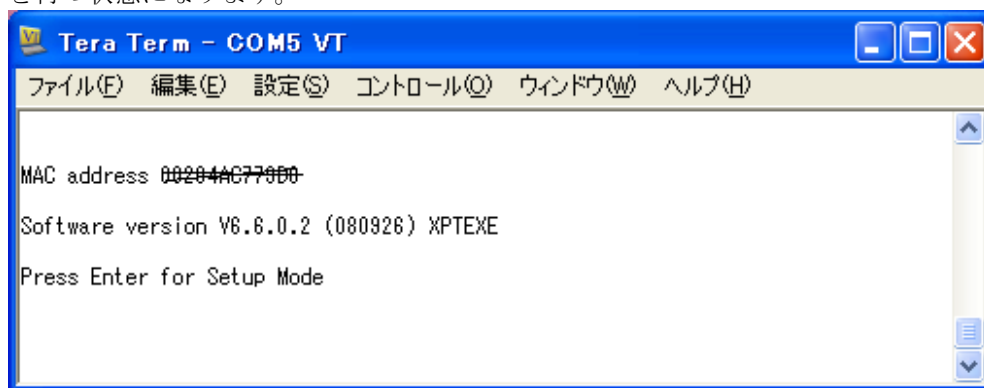 Tera Term - COM5 VT
ファイル(F) 編集(E) 設定(S) コントロール(O) ウィンドウ(W) ヘルプ(H)
MAC address
Software version V6.6.0.2 (080926) XPTEXE
Press Enter for Setup Mode